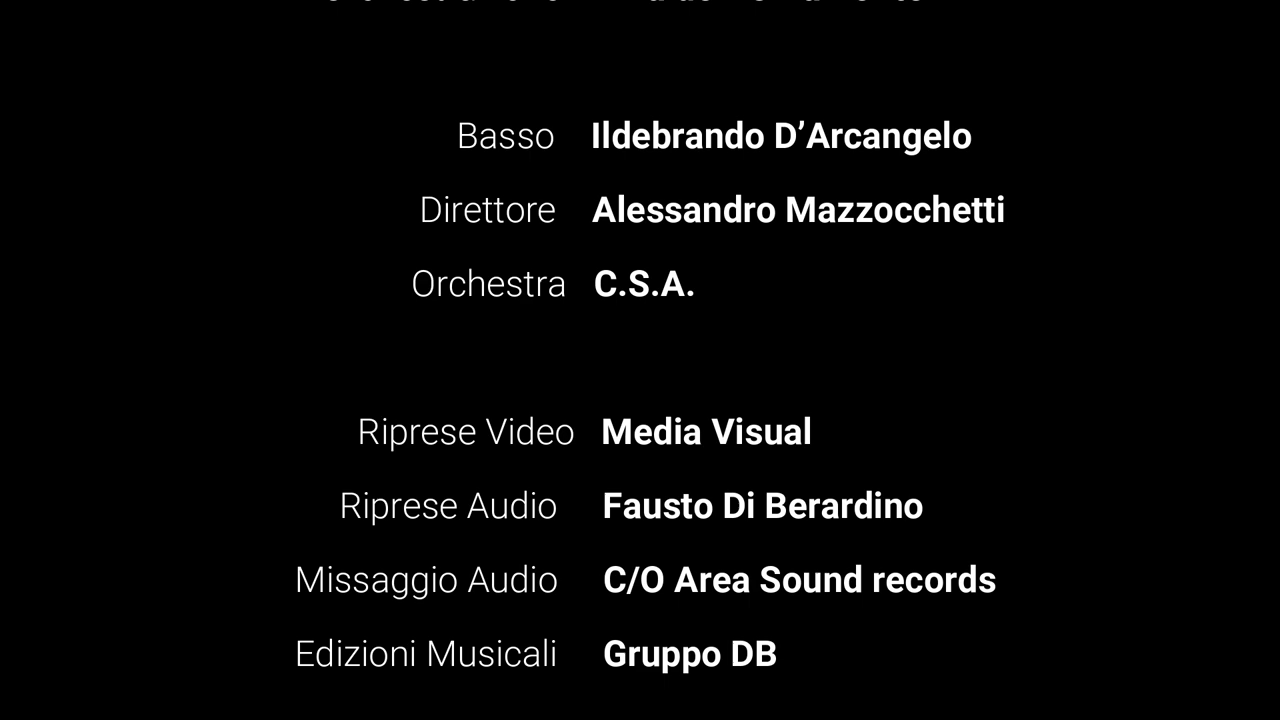 Basso Ildebrando D’Arcangelo
Direttore Alessandro Mazzocchetti
Orchestra C.S.A.
Riprese Video Media Visual
Riprese Audio Fausto Di Berardino
Missaggio Audio C/O Area Sound records
Edizioni Musicali Gruppo DB